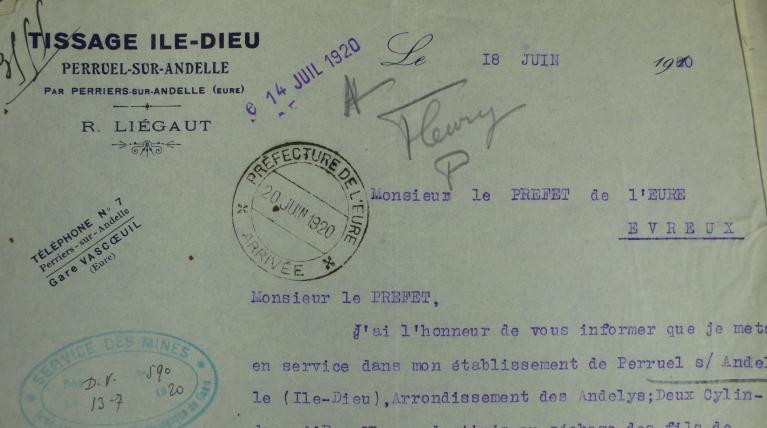 TISSAGE ILE-DIEU
PERRUEL-SUR-ANDELLE
PAR PERRIERS-SUR-ANDELLE (EURE)
R. LIÉGAUT
14 JUIL 1920
Le 18 JUIN 1920
Fleury
P
PRÉFECTURE DE L'EURE
20 JUIN 1920
ARRIVÉE
Monsieur le PREFET de l'EURE
EVREUX
TÉLÉPHONE N° 7
Perriers-sur-Andelle
Gare VASCŒUIL
(Eure)
Monsieur le PREFET,
J'ai l'honneur de vous informer que je mets
en service dans mon établissement de Perruel s/ Andel
le (Ile-Dieu),Arrondissement des Andelys;Deux Cylin-
SERVICE DES MINES
D.V. 590
13-7 20